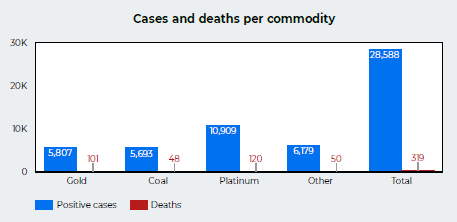 Cases and deaths per commodity
30K
20K
10K
0
5,807
101
5,693
48
10,909
120
6,179
50
28,588
319
Gold
Coal
Platinum
Other
Total
Positive cases
Deaths